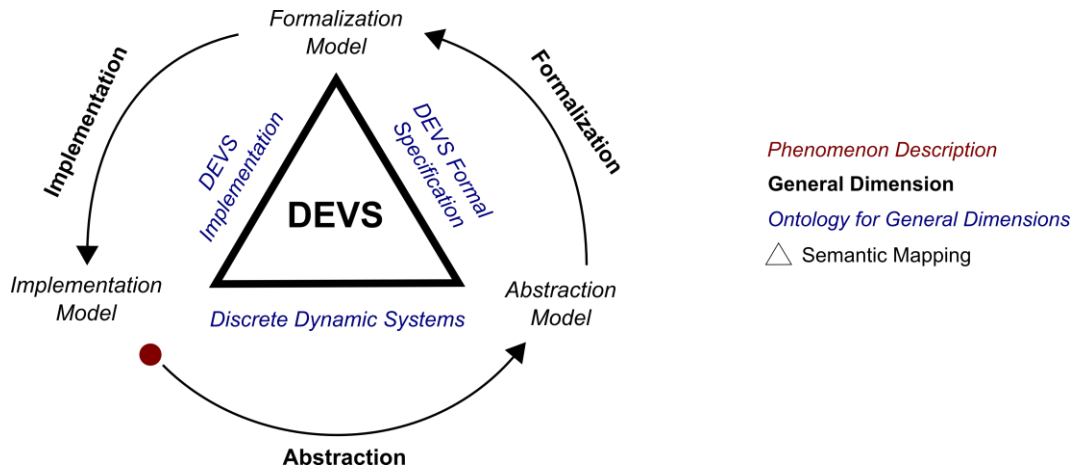 Formalization
Model
Implementation
Formalization
DEVS
Implementation
DEVS Formal
Specification
DEVS
Implementation
Model
Abstraction
Model
Discrete Dynamic Systems
Abstraction
Phenomenon Description
General Dimension
Ontology for General Dimensions
Semantic Mapping